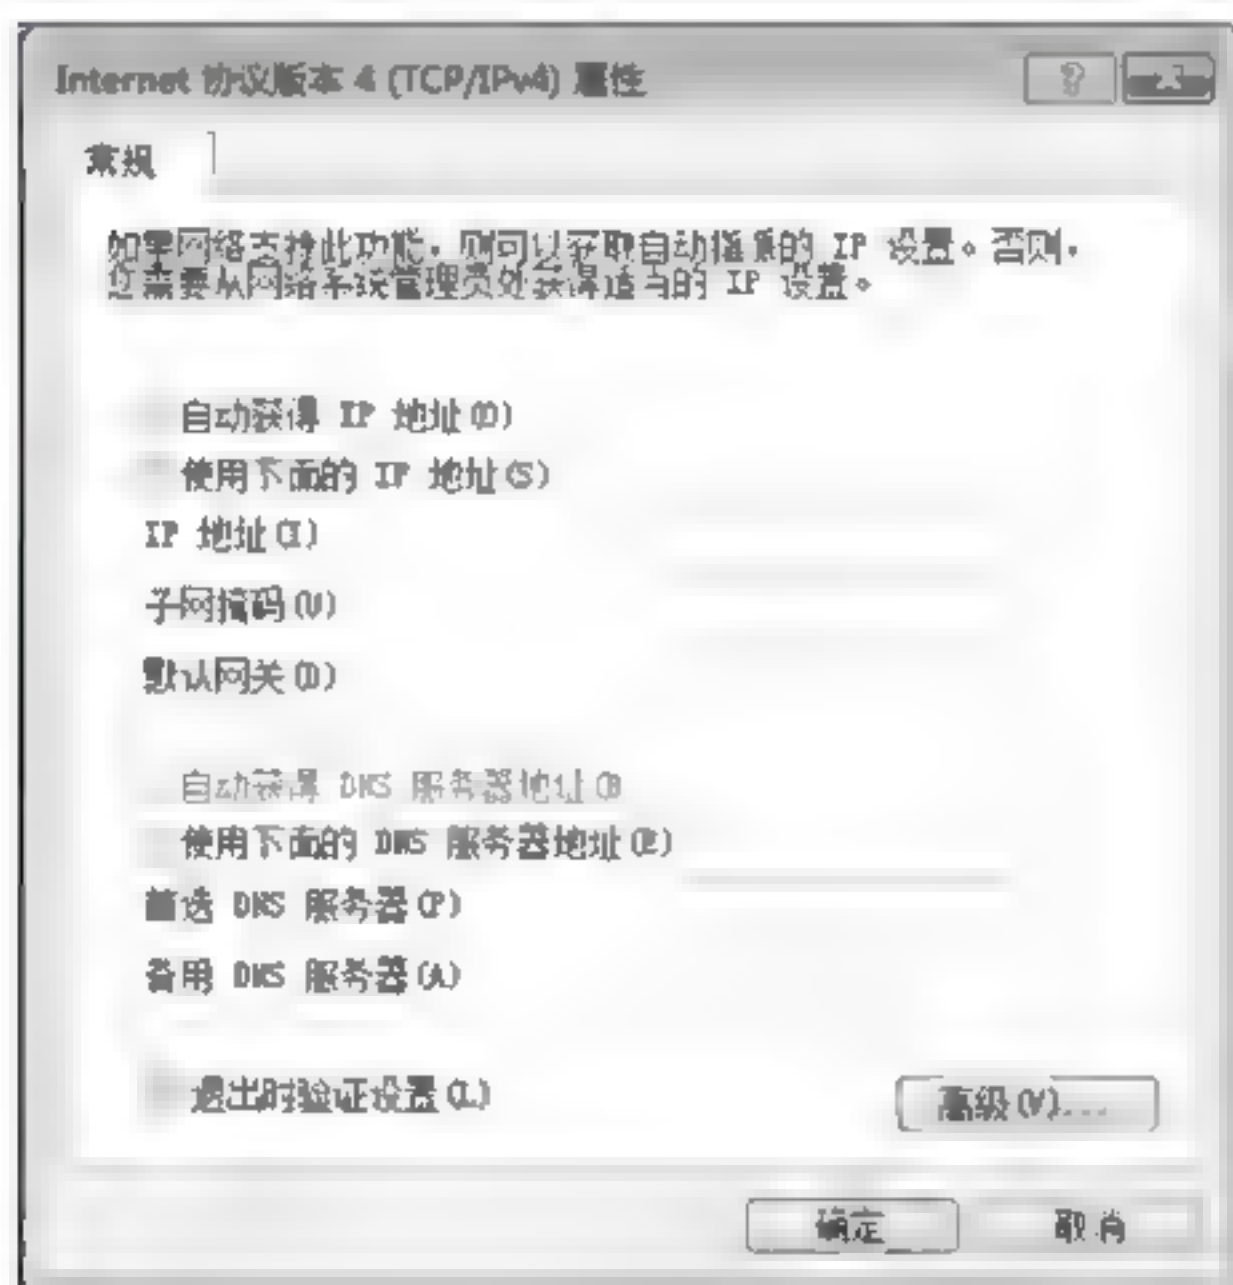 Internet 协议版本 4 (TCP/IPv4) 属性
常规
如果网络支持此功能，则可以获取自动指派的 IP 设置。否则，
您需要从网络系统管理员处获得适当的 IP 设置。
自动获得 IP 地址(O)
使用下面的 IP 地址(S)
IP 地址(I)
子网掩码(U)
默认网关(D)
自动获得 DNS 服务器地址(B
使用下面的 DNS 服务器地址(E)
首选 DNS 服务器(P)
备用 DNS 服务器(A)
退出时验证设置(L)
高级(V)...
确定
取消